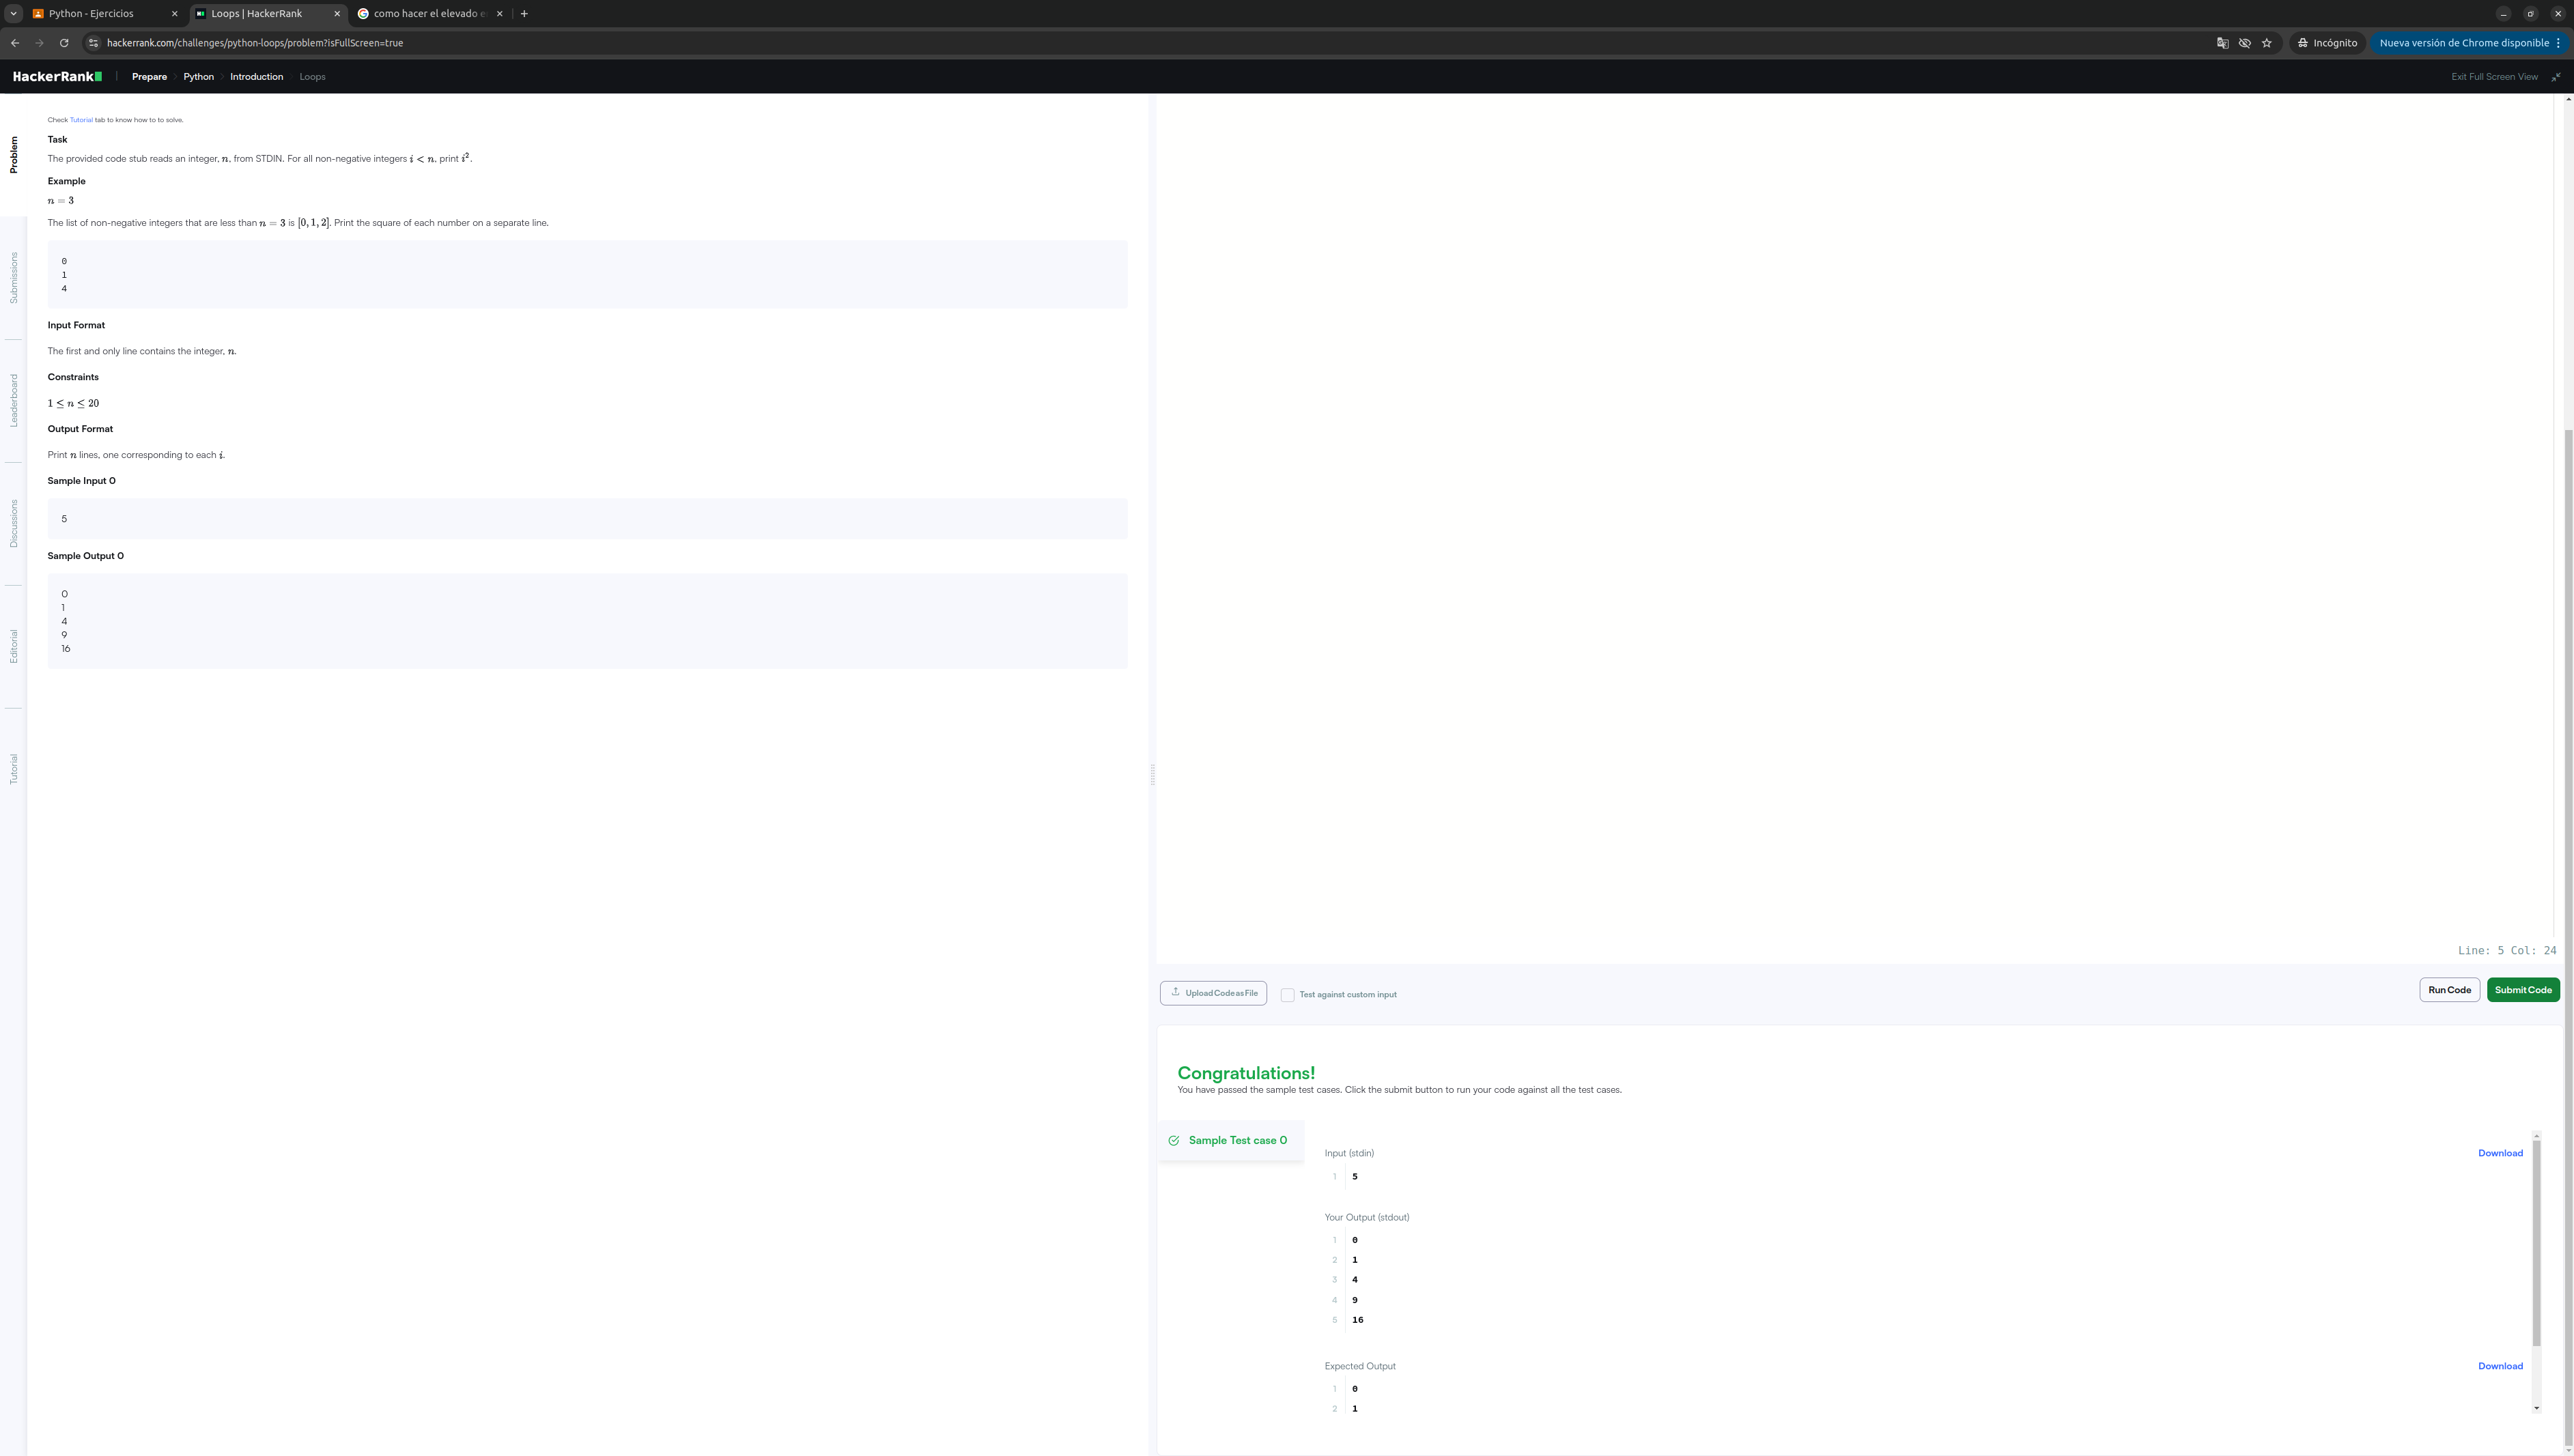 Python - Ejercicios
Loops | HackerRank
como hacer el elevado e
hackerrank.com/challenges/python-loops/problem?isFullScreen=true
Incógnito
Nueva versión de Chrome disponible
HackerRank
Prepare
Python
Introduction
Loops
Exit Full Screen View
Problem
Submissions
Leaderboard
Discussions
Editorial
Tutorial
Check Tutorial tab to know how to to solve.
Task
The provided code stub reads an integer, n, from STDIN. For all non-negative integers i < n, print i².
Example
n = 3
The list of non-negative integers that are less than n = 3 is [0, 1, 2]. Print the square of each number on a separate line.
0
1
4
Input Format
The first and only line contains the integer, n.
Constraints
1 ≤ n ≤ 20
Output Format
Print n lines, one corresponding to each i.
Sample Input 0
5
Sample Output 0
0
1
4
9
16
Line: 5 Col: 24
Upload Code as File
Test against custom input
Run Code
Submit Code
Congratulations!
You have passed the sample test cases. Click the submit button to run your code against all the test cases.
Sample Test case 0
Input (stdin)
Download
1 5
Your Output (stdout)
1 0
2 1
3 4
4 9
5 16
Expected Output
Download
1 0
2 1